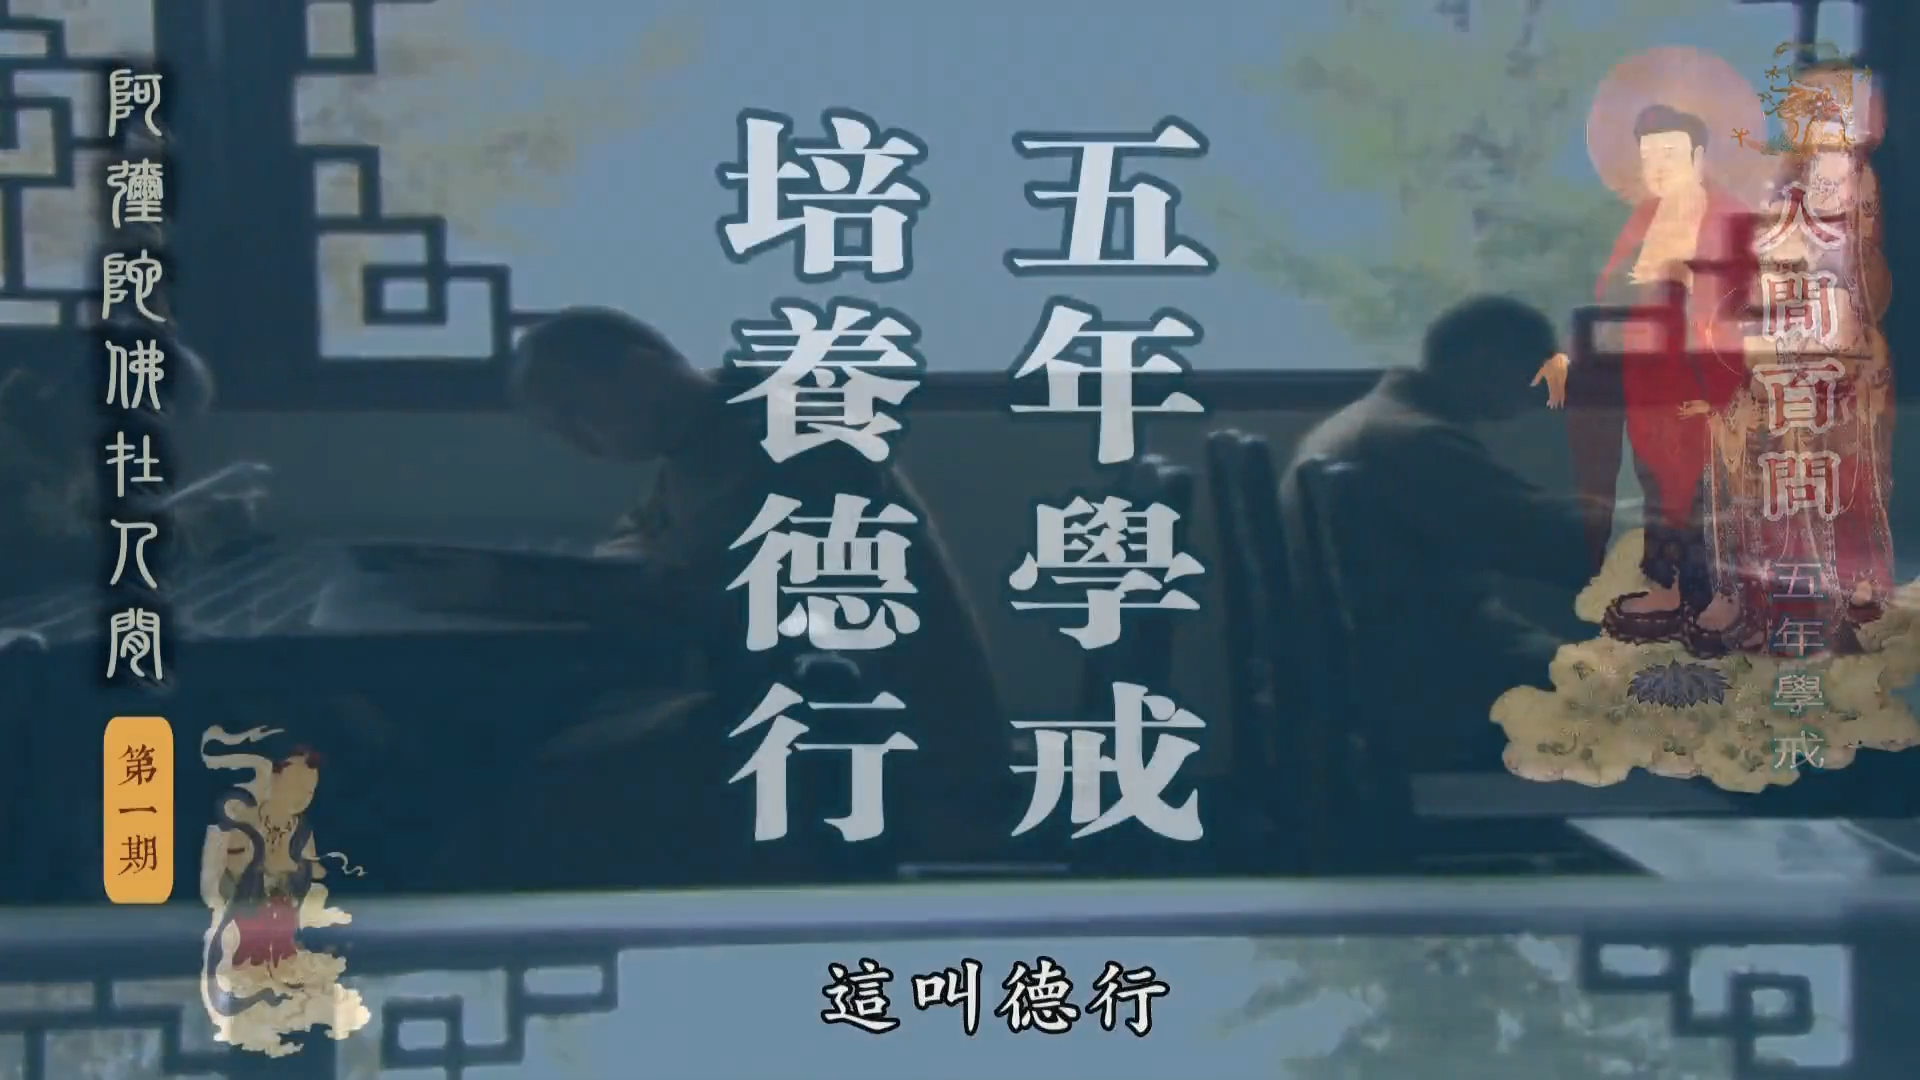 人間百問
五年學戒
五年學戒
培養德行
阿彌陀佛在人間
第一期
這叫德行